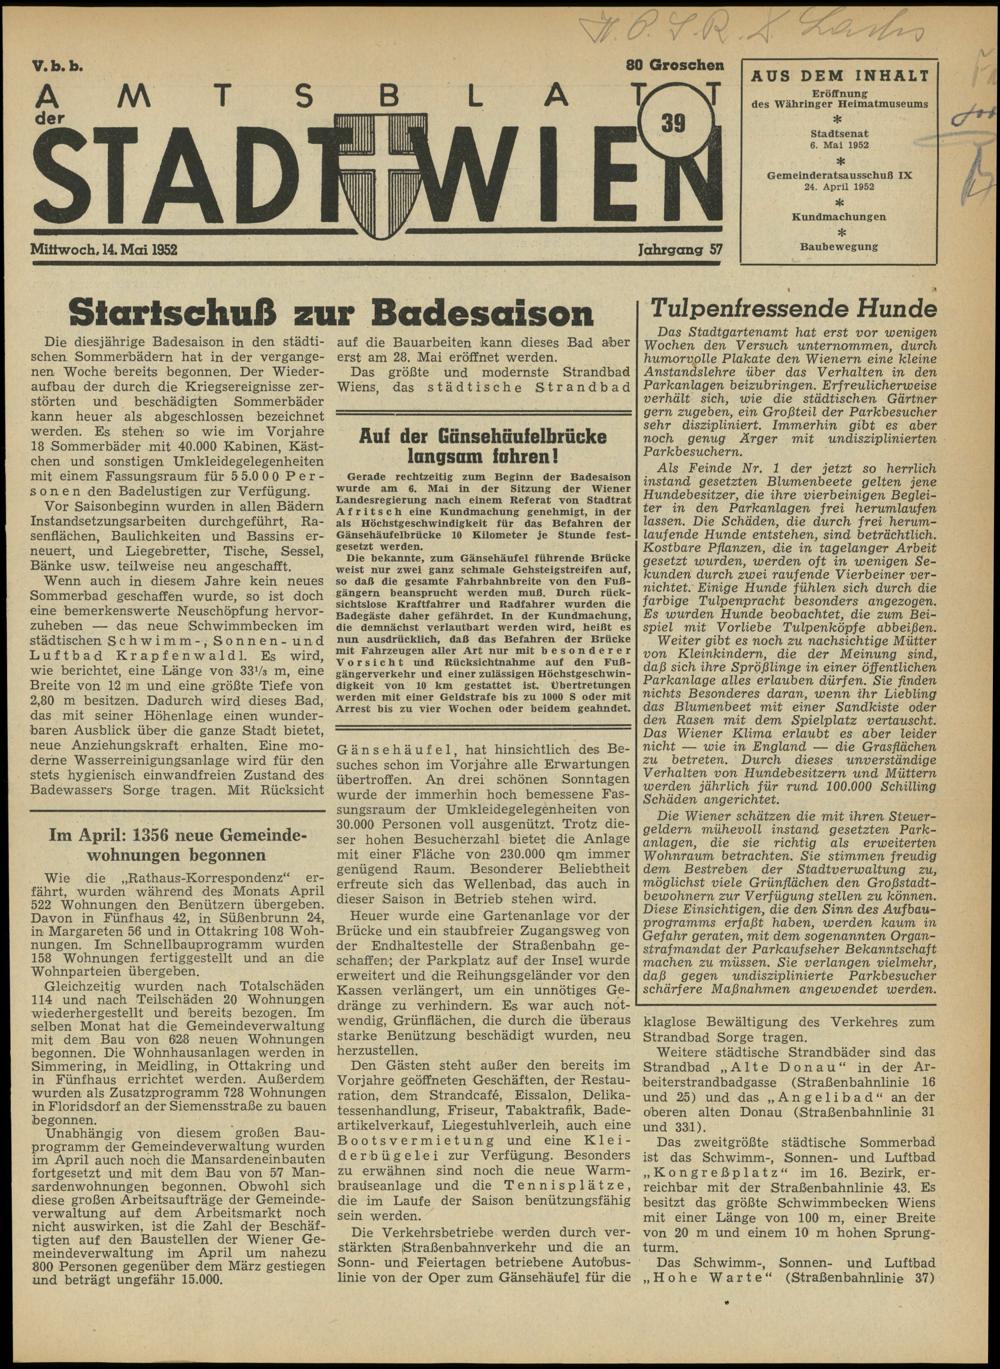 V. b. b.
80 Groschen
AMTSBLATT
der
STADT WIEN
39
Mittwoch, 14. Mai 1952
Jahrgang 57
AUS DEM INHALT
Eröffnung
des Währinger Heimatmuseums
*
Stadtsenat
6. Mai 1952
*
Gemeinderatsausschuß IX
24. April 1952
*
Kundmachungen
*
Baubewegung
Startschuß zur Badesaison
Die diesjährige Badesaison in den städti-
schen Sommerbädern hat in der vergange-
nen Woche bereits begonnen. Der Wieder-
aufbau der durch die Kriegsereignisse zer-
störten und beschädigten Sommerbäder
kann heuer als abgeschlossen bezeichnet
werden. Es stehen so wie im Vorjahre
18 Sommerbäder mit 40.000 Kabinen, Käst-
chen und sonstigen Umkleidegelegenheiten
mit einem Fassungsraum für 55.000 Per-
sonen den Badelustigen zur Verfügung.
Vor Saisonbeginn wurden in allen Bädern
Instandsetzungsarbeiten durchgeführt, Ra-
senflächen, Baulichkeiten und Bassins er-
neuert, und Liegebretter, Tische, Sessel,
Bänke usw. teilweise neu angeschafft.
Wenn auch in diesem Jahre kein neues
Sommerbad geschaffen wurde, so ist doch
eine bemerkenswerte Neuschöpfung hervor-
zuheben — das neue Schwimmbecken im
städtischen Schwimm-, Sonnen- und
Luftbad Krapfenwaldl. Es wird,
wie berichtet, eine Länge von 33⅓ m, eine
Breite von 12 m und eine größte Tiefe von
2,80 m besitzen. Dadurch wird dieses Bad,
das mit seiner Höhenlage einen wunder-
baren Ausblick über die ganze Stadt bietet,
neue Anziehungskraft erhalten. Eine mo-
derne Wasserreinigungsanlage wird für den
stets hygienisch einwandfreien Zustand des
Badewassers Sorge tragen. Mit Rücksicht
auf die Bauarbeiten kann dieses Bad aber
erst am 28. Mai eröffnet werden.
Das größte und modernste Strandbad
Wiens, das städtische Strandbad
Auf der Gänsehäufelbrücke
langsam fahren!
Gerade rechtzeitig zum Beginn der Badesaison
wurde am 6. Mai in der Sitzung der Wiener
Landesregierung nach einem Referat von Stadtrat
Afritsch eine Kundmachung genehmigt, in der
als Höchstgeschwindigkeit für das Befahren der
Gänsehäufelbrücke 10 Kilometer je Stunde fest-
gesetzt werden.
Die bekannte, zum Gänsehäufel führende Brücke
weist nur zwei ganz schmale Gehsteigstreifen auf,
so daß die gesamte Fahrbahnbreite von den Fuß-
gängern beansprucht werden muß. Durch rück-
sichtslose Kraftfahrer und Radfahrer wurden die
Badegäste daher gefährdet. In der Kundmachung,
die demnächst verlautbart werden wird, heißt es
nun ausdrücklich, daß das Befahren der Brücke
mit Fahrzeugen aller Art nur mit besonderer
Vorsicht und Rücksichtnahme auf den Fuß-
gängerverkehr und einer zulässigen Höchstgeschwin-
digkeit von 10 km gestattet ist. Übertretungen
werden mit einer Geldstrafe bis zu 1000 S oder mit
Arrest bis zu vier Wochen oder beidem geahndet.
Gänsehäufel, hat hinsichtlich des Be-
suches schon im Vorjahre alle Erwartungen
übertroffen. An drei schönen Sonntagen
wurde der immerhin hoch bemessene Fas-
sungsraum der Umkleidegelegenheiten von
30.000 Personen voll ausgenützt. Trotz die-
ser hohen Besucherzahl bietet die Anlage
mit einer Fläche von 230.000 qm immer
genügend Raum. Besonderer Beliebtheit
erfreute sich das Wellenbad, das auch in
dieser Saison in Betrieb stehen wird.
Heuer wurde eine Gartenanlage vor der
Brücke und ein staubfreier Zugangsweg von
der Endhaltestelle der Straßenbahn ge-
schaffen; der Parkplatz auf der Insel wurde
erweitert und die Reihungsgeländer vor den
Kassen verlängert, um ein unnötiges Ge-
dränge zu verhindern. Es war auch not-
wendig, Grünflächen, die durch die überaus
starke Benützung beschädigt wurden, neu
herzustellen.
Den Gästen steht außer den bereits im
Vorjahre geöffneten Geschäften, der Restau-
ration, dem Strandcafé, Eissalon, Delika-
tessenhandlung, Friseur, Tabaktrafik, Bade-
artikelverkauf, Liegestuhlverleih, auch eine
Bootsvermietung und eine Klei-
derbügelei zur Verfügung. Besonders
zu erwähnen sind noch die neue Warm-
brauseanlage und die Tennisplätze,
die im Laufe der Saison benützungsfähig
sein werden.
Die Verkehrsbetriebe werden durch ver-
stärkten Straßenbahnverkehr und die an
Sonn- und Feiertagen betriebene Autobus-
linie von der Oper zum Gänsehäufel für die
Im April: 1356 neue Gemeinde-
wohnungen begonnen
Wie die „Rathaus-Korrespondenz" er-
fährt, wurden während des Monats April
522 Wohnungen den Benützern übergeben.
Davon in Fünfhaus 42, in Süßenbrunn 24,
in Margareten 56 und in Ottakring 108 Woh-
nungen. Im Schnellbauprogramm wurden
158 Wohnungen fertiggestellt und an die
Wohnparteien übergeben.
Gleichzeitig wurden nach Totalschäden
114 und nach Teilschäden 20 Wohnungen
wiederhergestellt und bereits bezogen. Im
selben Monat hat die Gemeindeverwaltung
mit dem Bau von 628 neuen Wohnungen
begonnen. Die Wohnhausanlagen werden in
Simmering, in Meidling, in Ottakring und
in Fünfhaus errichtet werden. Außerdem
wurden als Zusatzprogramm 728 Wohnungen
in Floridsdorf an der Siemensstraße zu bauen
begonnen.
Unabhängig von diesem großen Bau-
programm der Gemeindeverwaltung wurden
im April auch noch die Mansardeneinbauten
fortgesetzt und mit dem Bau von 57 Man-
sardenwohnungen begonnen. Obwohl sich
diese großen Arbeitsaufträge der Gemeinde-
verwaltung auf dem Arbeitsmarkt noch
nicht auswirken, ist die Zahl der Beschäf-
tigten auf den Baustellen der Wiener Ge-
meindeverwaltung im April um nahezu
800 Personen gegenüber dem März gestiegen
und beträgt ungefähr 15.000.
Tulpenfressende Hunde
Das Stadtgartenamt hat erst vor wenigen
Wochen den Versuch unternommen, durch
humorvolle Plakate den Wienern eine kleine
Anstandslehre über das Verhalten in den
Parkanlagen beizubringen. Erfreulicherweise
verhält sich, wie die städtischen Gärtner
gern zugeben, ein Großteil der Parkbesucher
sehr diszipliniert. Immerhin gibt es aber
noch genug Ärger mit undisziplinierten
Parkbesuchern.
Als Feinde Nr. 1 der jetzt so herrlich
instand gesetzten Blumenbeete gelten jene
Hundebesitzer, die ihre vierbeinigen Beglei-
ter in den Parkanlagen frei herumlaufen
lassen. Die Schäden, die durch frei herum-
laufende Hunde entstehen, sind beträchtlich.
Kostbare Pflanzen, die in tagelanger Arbeit
gesetzt wurden, werden oft in wenigen Se-
kunden durch zwei raufende Vierbeiner ver-
nichtet. Einige Hunde fühlen sich durch die
farbige Tulpenpracht besonders angezogen.
Es wurden Hunde beobachtet, die zum Bei-
spiel mit Vorliebe Tulpenköpfe abbeißen.
Weiter gibt es noch zu nachsichtige Mütter
von Kleinkindern, die der Meinung sind,
daß sich ihre Sprößlinge in einer öffentlichen
Parkanlage alles erlauben dürfen. Sie finden
nichts Besonderes daran, wenn ihr Liebling
das Blumenbeet mit einer Sandkiste oder
den Rasen mit dem Spielplatz vertauscht.
Das Wiener Klima erlaubt es aber leider
nicht — wie in England — die Grasflächen
zu betreten. Durch dieses unverständige
Verhalten von Hundebesitzern und Müttern
werden jährlich für rund 100.000 Schilling
Schäden angerichtet.
Die Wiener schätzen die mit ihren Steuer-
geldern mühevoll instand gesetzten Park-
anlagen, die sie richtig als erweiterten
Wohnraum betrachten. Sie stimmen freudig
dem Bestreben der Stadtverwaltung zu,
möglichst viele Grünflächen den Großstadt-
bewohnern zur Verfügung stellen zu können.
Diese Einsichtigen, die den Sinn des Aufbau-
programms erfaßt haben, werden kaum in
Gefahr geraten, mit dem sogenannten Organ-
strafmandat der Parkaufseher Bekanntschaft
machen zu müssen. Sie verlangen vielmehr,
daß gegen undisziplinierte Parkbesucher
schärfere Maßnahmen angewendet werden.
klaglose Bewältigung des Verkehres zum
Strandbad Sorge tragen.
Weitere städtische Strandbäder sind das
Strandbad „Alte Donau" in der Ar-
beiterstrandbadgasse (Straßenbahnlinie 16
und 25) und das „Angelibad" an der
oberen alten Donau (Straßenbahnlinie 31
und 331).
Das zweitgrößte städtische Sommerbad
ist das Schwimm-, Sonnen- und Luftbad
„Kongreßplatz" im 16. Bezirk, er-
reichbar mit der Straßenbahnlinie 43. Es
besitzt das größte Schwimmbecken Wiens
mit einer Länge von 100 m, einer Breite
von 20 m und einem 10 m hohen Sprung-
turm.
Das Schwimm-, Sonnen- und Luftbad
„Hohe Warte" (Straßenbahnlinie 37)